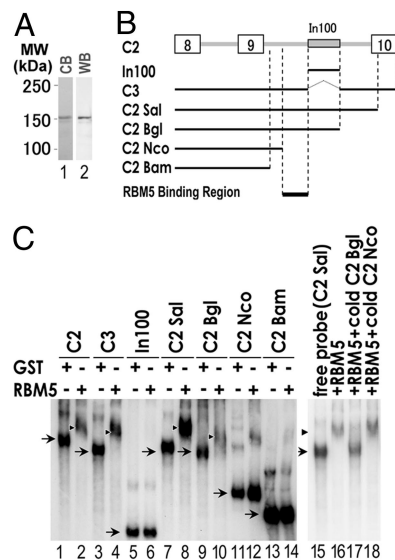 A
MW
(kDa)
CB
WB
250
150
100
1 2
B
In100
C2 8 9 10
In100
C3
C2 Sal
C2 Bgl
C2 Nco
C2 Bam
RBM5 Binding Region
C
C2
C3
In100
C2 Sal
C2 Bgl
C2 Nco
C2 Bam
free probe (C2 Sal)
+RBM5
+RBM5+cold C2 Bgl
+RBM5+cold C2 Nco
GST + - + - + - + - + - + - + -
RBM5 - + - + - + - + - + - + - +
1 2 3 4 5 6 7 8 9 10 11 12 13 14 15 16 17 18